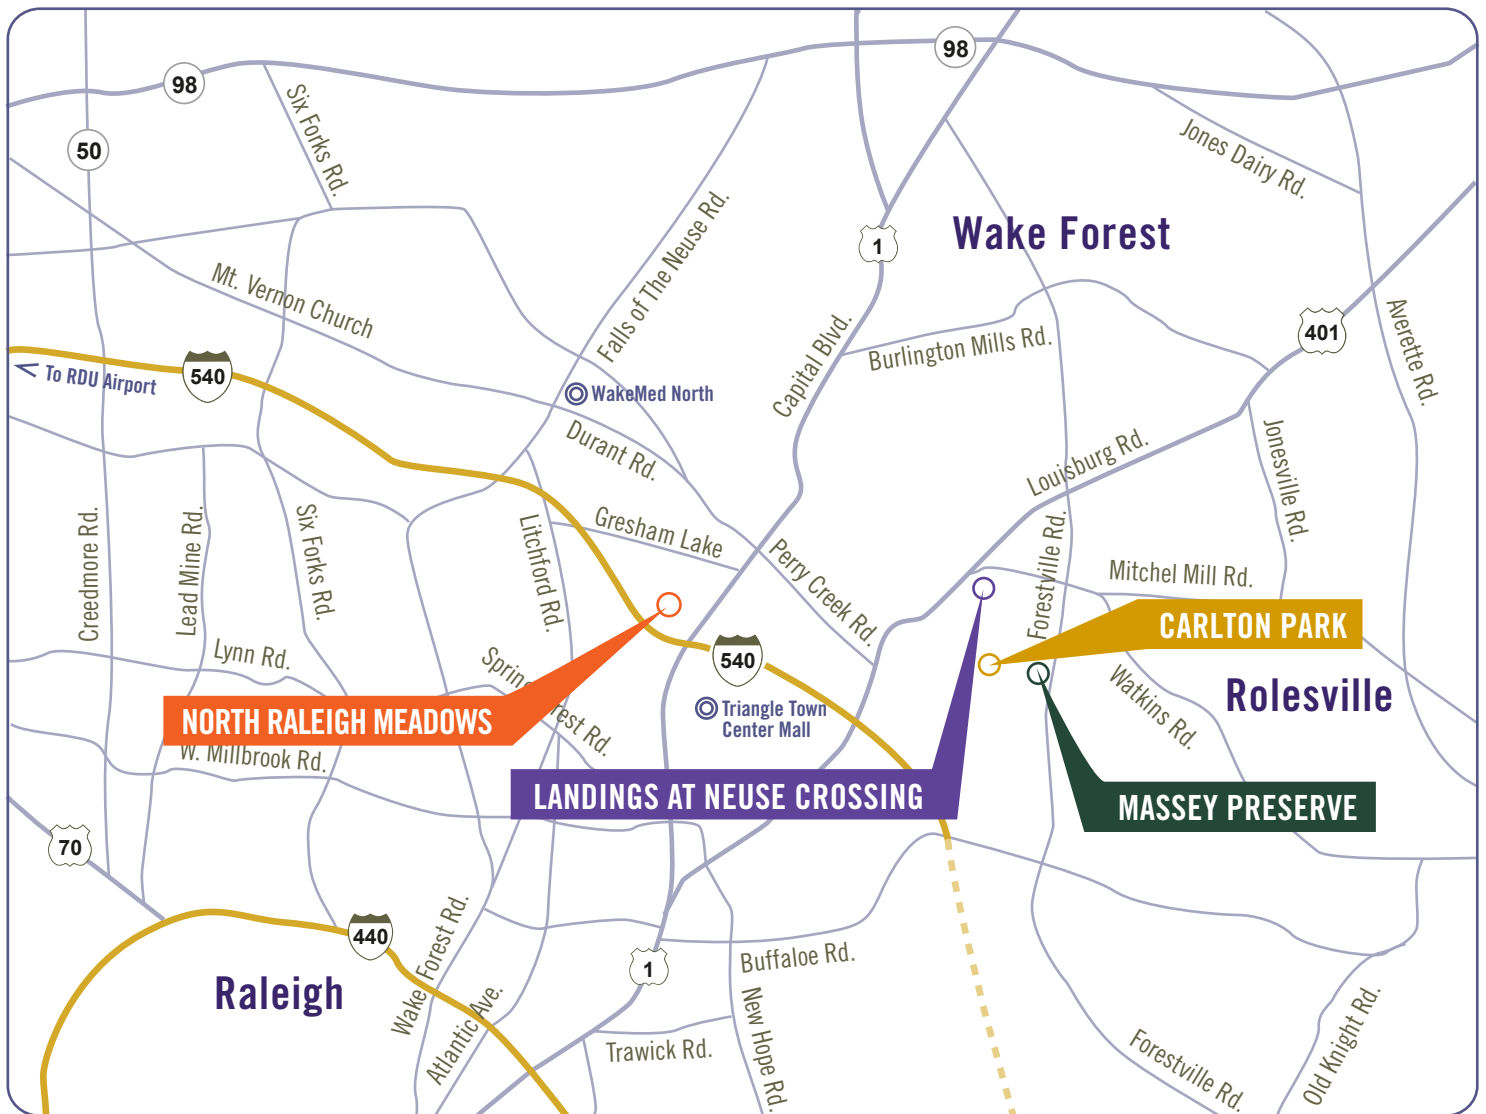 98
98
50
Six Forks Rd.
Jones Dairy Rd.
Wake Forest
1
Falls of The Neuse Rd.
Mt. Vernon Church
Capital Blvd.
Burlington Mills Rd.
401
Averette Rd.
540
To RDU Airport
WakeMed North
Durant Rd.
Louisburg Rd.
Jonesville Rd.
Creedmore Rd.
Lead Mine Rd.
Six Forks Rd.
Litchford Rd.
Gresham Lake
Perry Creek Rd.
Forestville Rd.
Mitchel Mill Rd.
CARLTON PARK
Lynn Rd.
540
Watkins Rd.
Rolesville
NORTH RALEIGH MEADOWS
Triangle Town
Center Mall
W. Millbrook Rd.
LANDINGS AT NEUSE CROSSING
MASSEY PRESERVE
70
440
Wake Forest Rd.
Raleigh
1
Buffaloe Rd.
Atlantic Ave.
New Hope Rd.
Trawick Rd.
Forestville Rd.
Old Knight Rd.